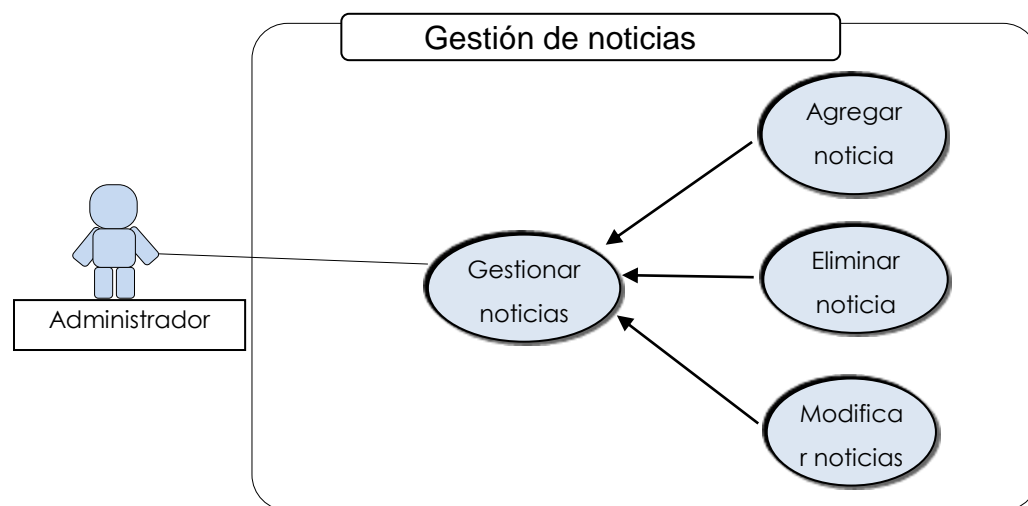 Gestión de noticias
Agregar
noticia
Gestionar
noticias
Eliminar
noticia
Administrador
Modifica
r noticias